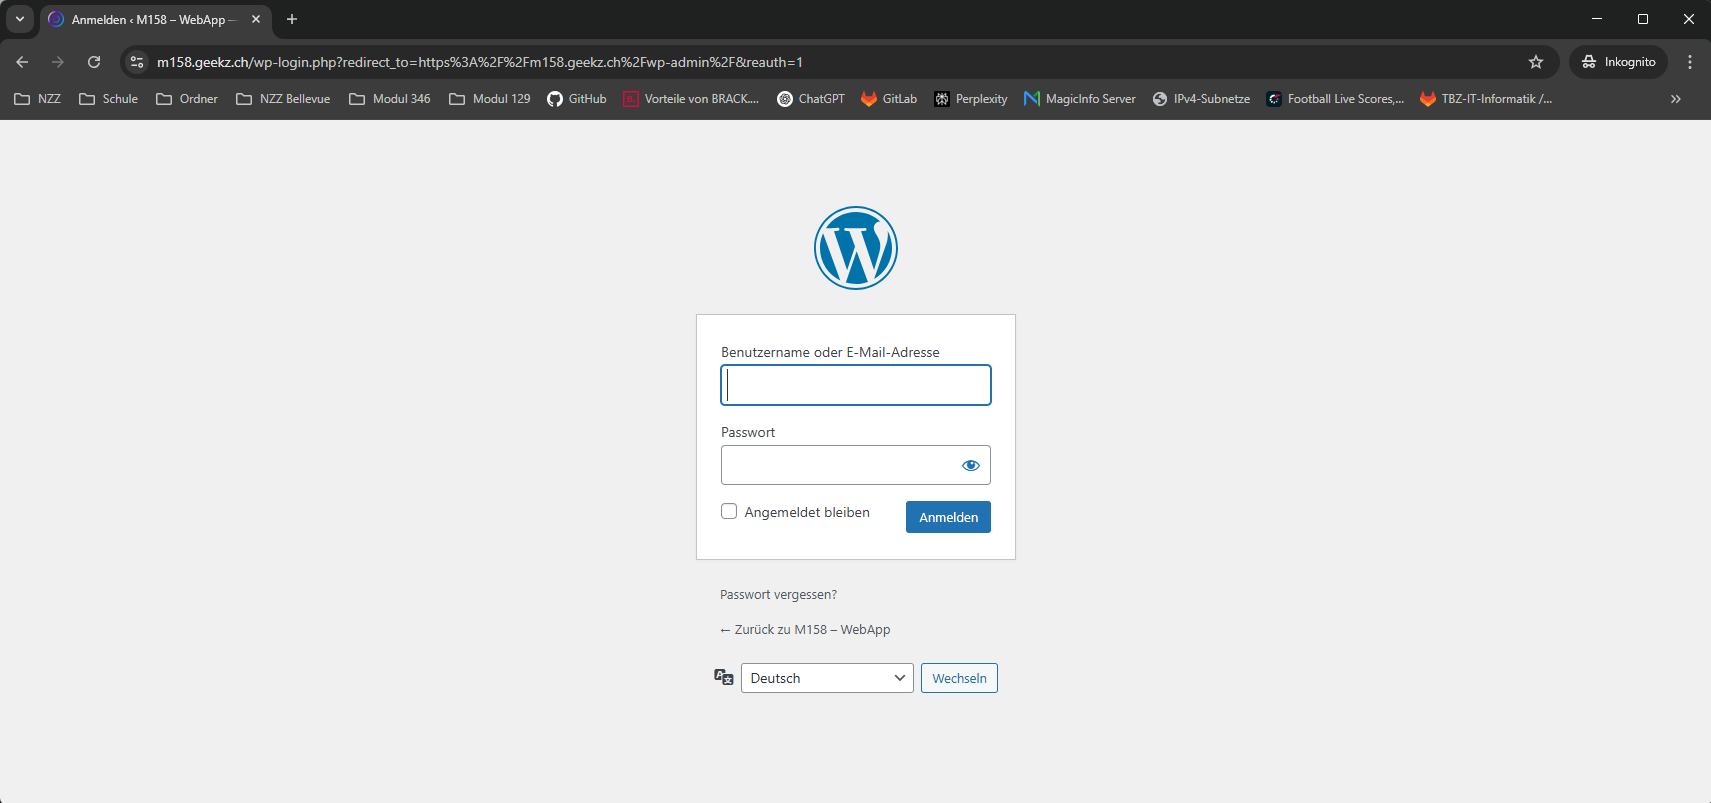 Anmelden ‹ M158 – WebApp —
m158.geekz.ch/wp-login.php?redirect_to=https%3A%2F%2Fm158.geekz.ch%2Fwp-admin%2F&reauth=1
Inkognito
NZZ Schule Ordner NZZ Bellevue Modul 346 Modul 129 GitHub Vorteile von BRACK.... ChatGPT GitLab Perplexity MagicInfo Server IPv4-Subnetze Football Live Scores,... TBZ-IT-Informatik /... »
Benutzername oder E-Mail-Adresse
Passwort
Angemeldet bleiben
Anmelden
Passwort vergessen?
← Zurück zu M158 – WebApp
Deutsch
Wechseln